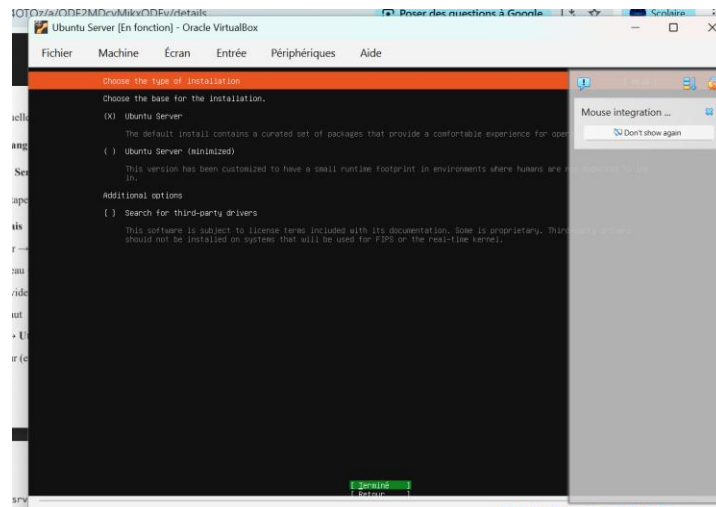 Poser des questions à Google
Scolaire
Ubuntu Server [En fonction] - Oracle VirtualBox
Fichier Machine Écran Entrée Périphériques Aide
Choose the type of installation
Choose the base for the installation.
(X) Ubuntu Server
The default install contains a curated set of packages that provide a comfortable experience for
( ) Ubuntu Server (minimized)
This version has been customized to have a small runtime footprint in environments where humans are
in.
Additional options
[ ] Search for third-party drivers
This software is subject to license terms included with its documentation. Some is proprietary.
should not be installed on systems that will be used for FIPS or the real-time kernel.
Mouse integration ...
Don't show again
[ Terminé ]
[ Retour ]